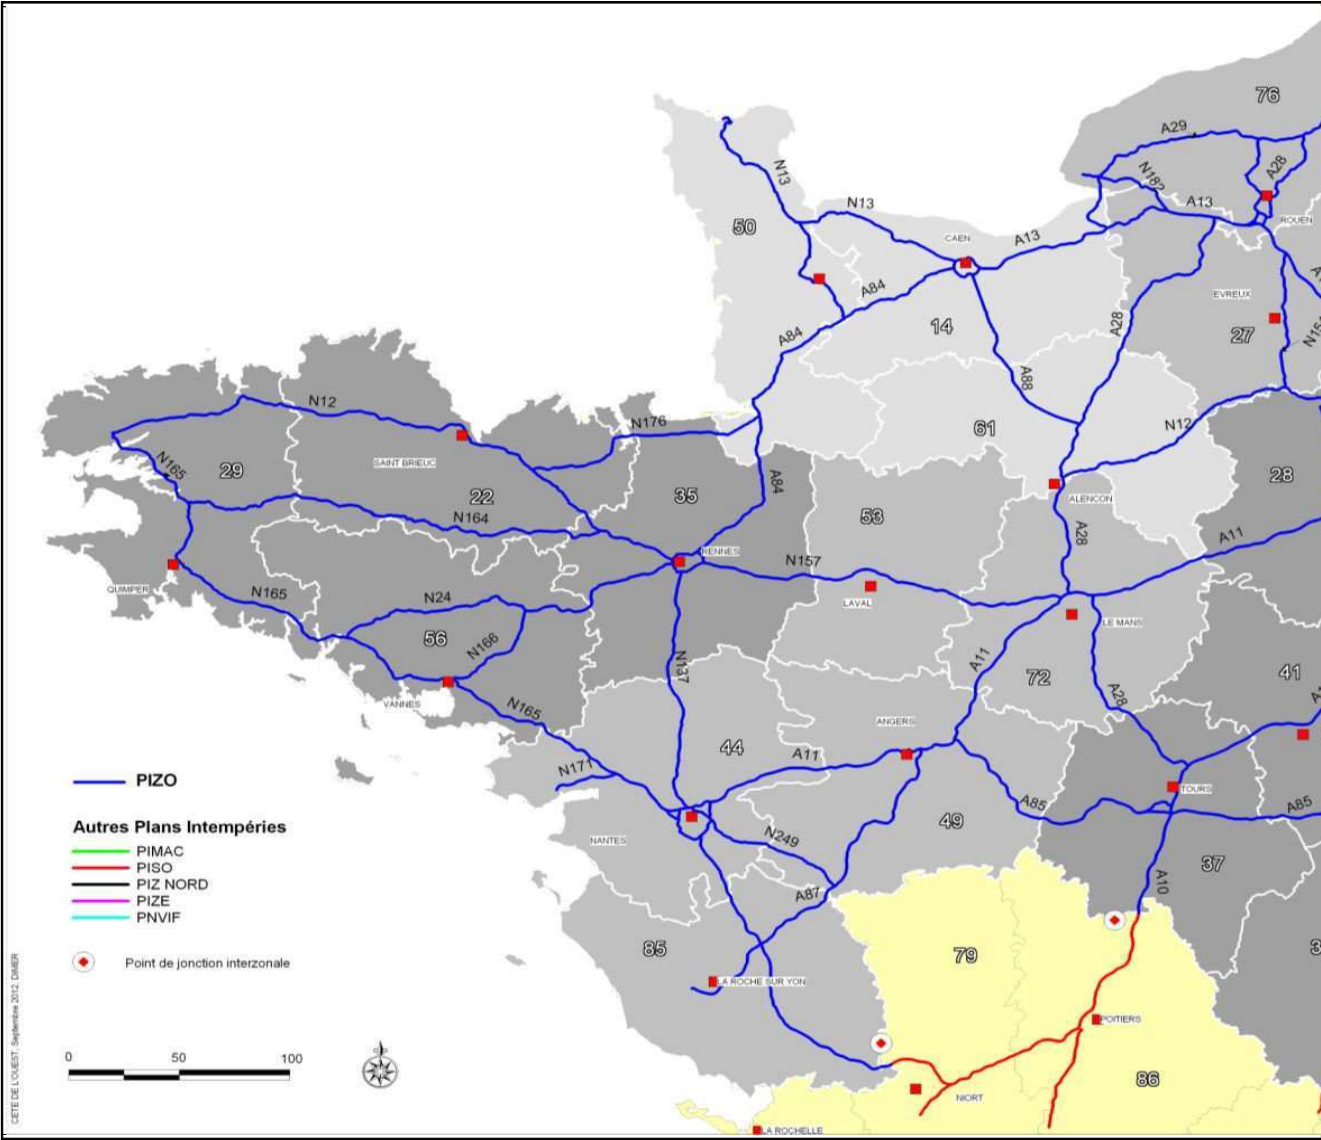 76
A29
A28
N182
A13
ROUEN
N13
N13
50
CAEN
A13
A84
EVREUX
14
A28
27
A84
A88
N12
N176
61
N12
SAINT BRIEUC
N165
29
22
35
A84
28
ALENCON
53
N164
A28
A11
RENNES
N157
QUIMPER
N165
N24
LAVAL
LE MANS
56
N166
N137
A11
72
41
A28
VANNES
N165
ANGERS
44
A11
N171
PIZO
TOURS
A85
A85
Autres Plans Intempéries
49
NANTES
N249
PIMAC
PISO
37
PIZ NORD
A10
PIZE
A87
PNVIF
85
79
Point de jonction interzonale
LA ROCHE SUR YON
POITIERS
0 50 100
86
NIORT
LA ROCHELLE
CETE DE L'OUEST, Septembre 2012, DIMER